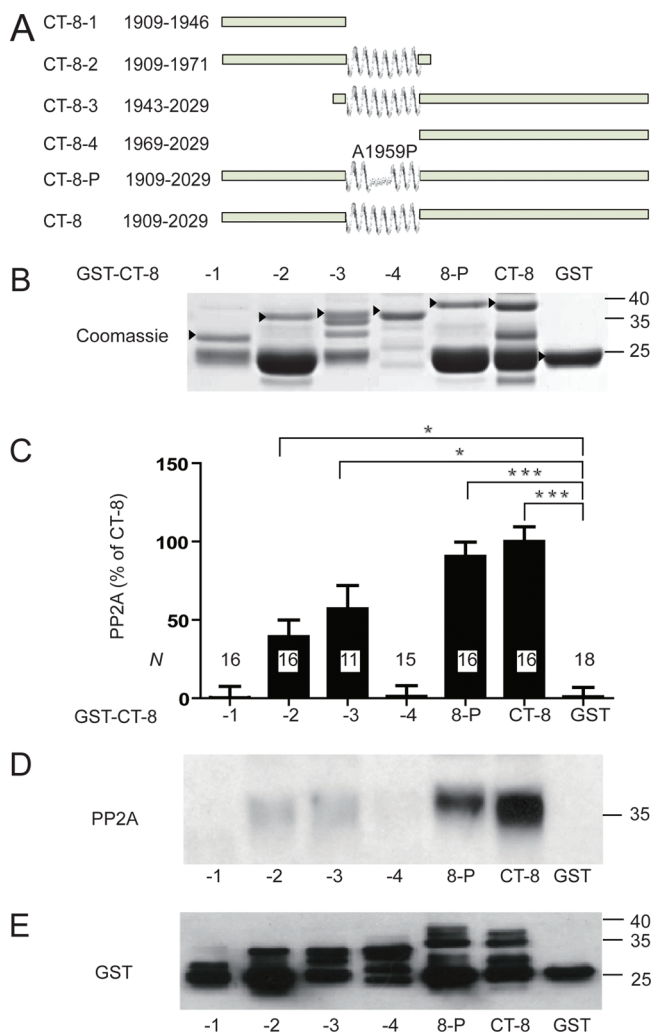 A
CT-8-1 1909-1946
CT-8-2 1909-1971
CT-8-3 1943-2029
CT-8-4 1969-2029
A1959P
CT-8-P 1909-2029
CT-8 1909-2029
B
GST-CT-8 -1 -2 -3 -4 8-P CT-8 GST
Coomassie
40
35
25
C
* 
*
***
***
PP2A (% of CT-8)
150
100
50
0
N 16 16 11 15 16 16 18
GST-CT-8 -1 -2 -3 -4 8-P CT-8 GST
D
PP2A
35
-1 -2 -3 -4 8-P CT-8 GST
E
GST
40
35
25
-1 -2 -3 -4 8-P CT-8 GST